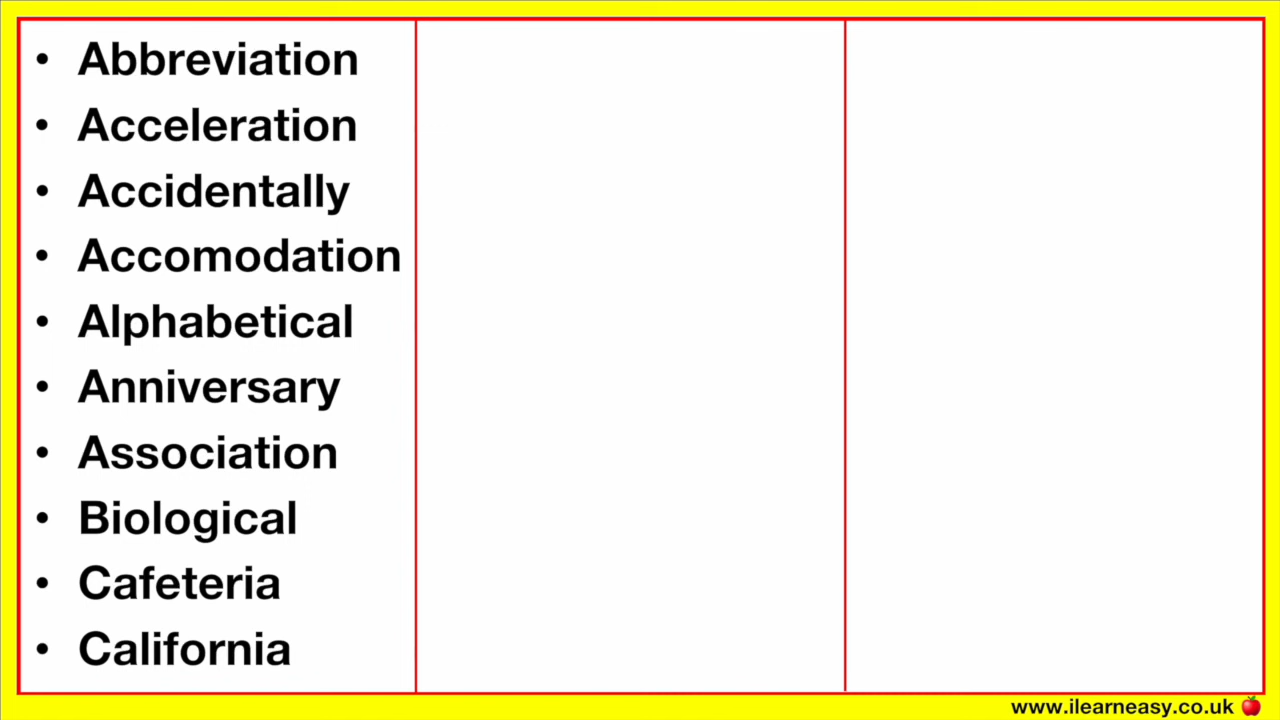 • Abbreviation
• Acceleration
• Accidentally
• Accomodation
• Alphabetical
• Anniversary
• Association
• Biological
• Cafeteria
• California
www.ilearneasy.co.uk